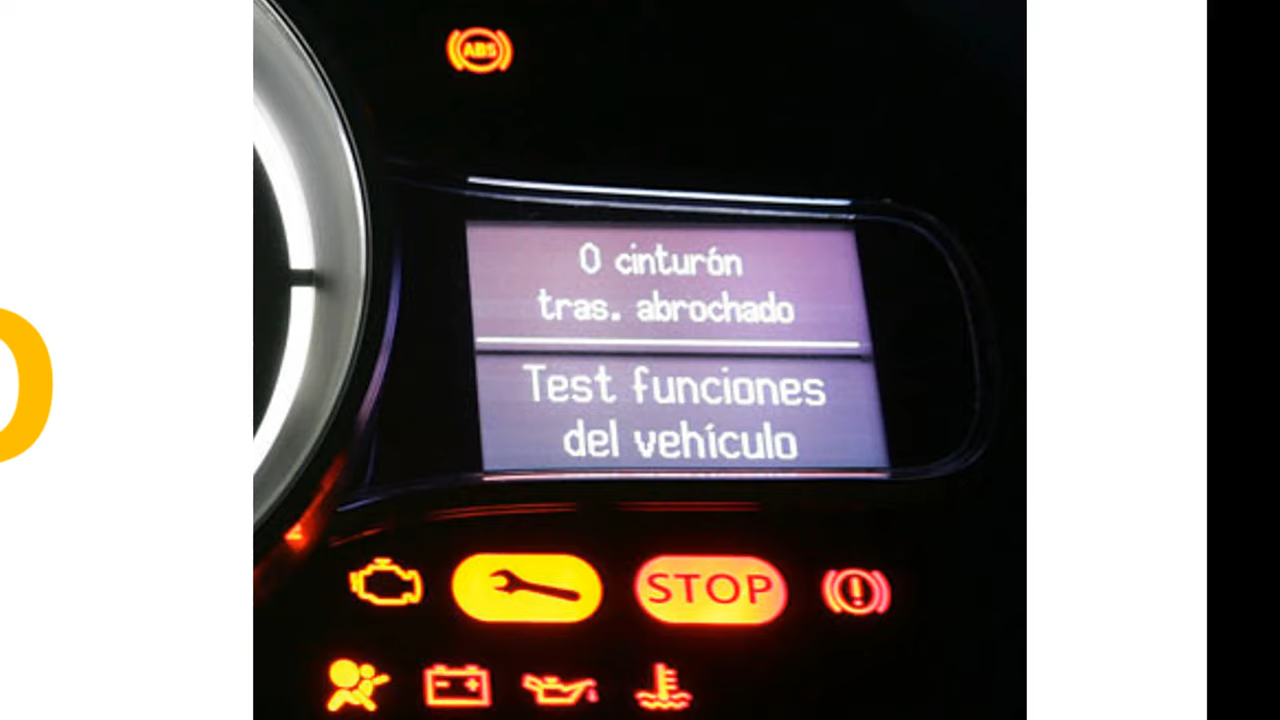 ABS
0 cinturón
tras. abrochado
Test funciones
del vehículo
STOP